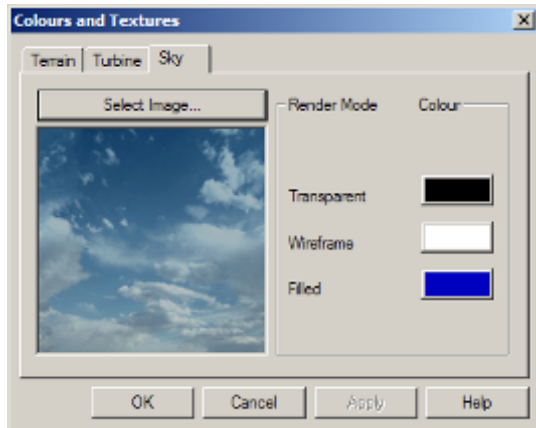 Colours and Textures
Terrain Turbine Sky
Select Image...
Render Mode Colour
Transparent
Wireframe
Filled
OK Cancel Apply Help